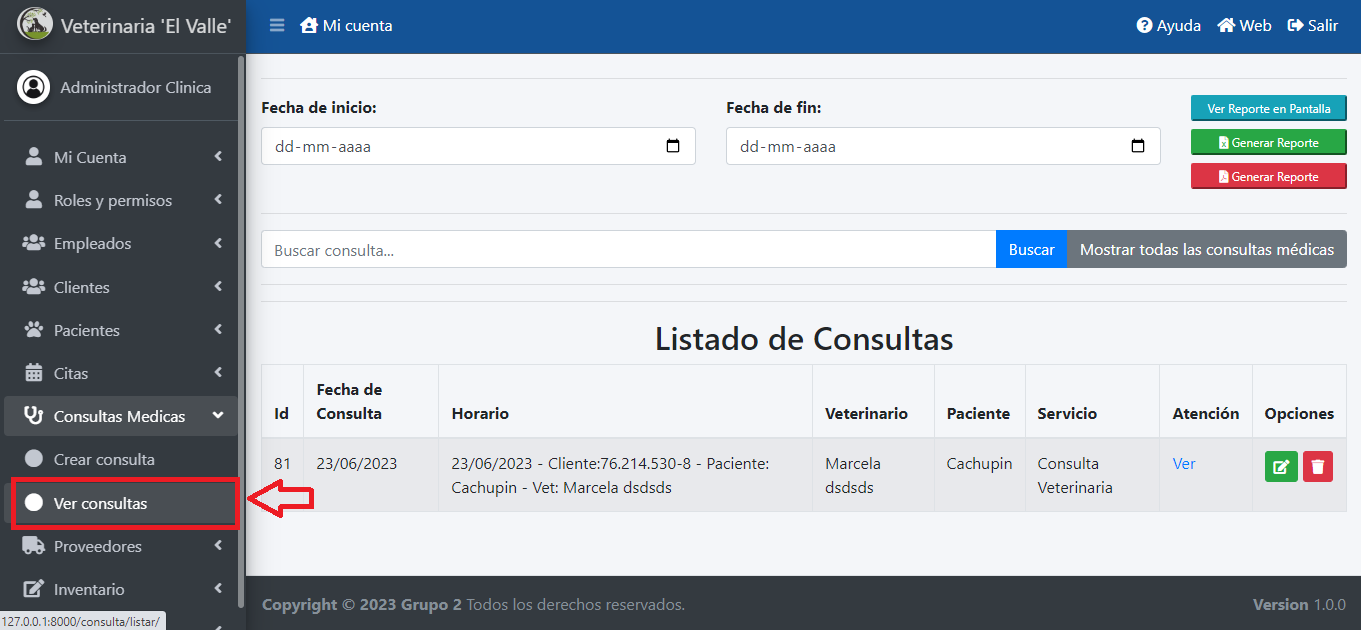 Veterinaria 'El Valle'
Mi cuenta
Ayuda
Web
Salir
Administrador Clinica
Mi Cuenta
Roles y permisos
Empleados
Clientes
Pacientes
Citas
Consultas Medicas
Crear consulta
Ver consultas
Proveedores
Inventario
127.0.0.1:8000/consulta/listar/
Fecha de inicio:
dd-mm-aaaa
Fecha de fin:
dd-mm-aaaa
Ver Reporte en Pantalla
Generar Reporte
Generar Reporte
Buscar consulta...
Buscar
Mostrar todas las consultas médicas
Listado de Consultas
Id
Fecha de
Consulta
Horario
Veterinario
Paciente
Servicio
Atención
Opciones
81
23/06/2023
23/06/2023 - Cliente:76.214.530-8 - Paciente:
Cachupin - Vet: Marcela dsdsds
Marcela
dsdsds
Cachupin
Consulta
Veterinaria
Ver
Copyright © 2023 Grupo 2 Todos los derechos reservados.
Version 1.0.0